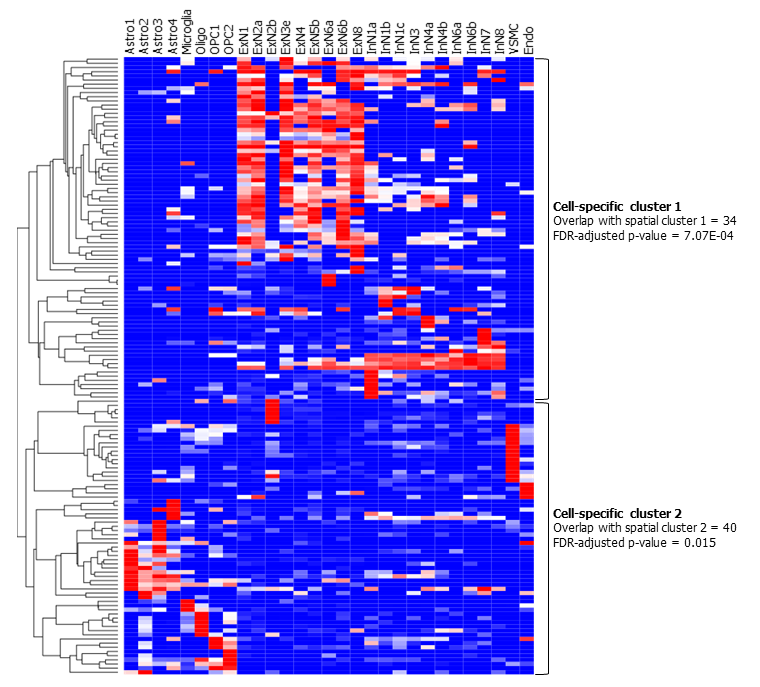 Astro1
Astro2
Astro3
Astro4
Microglia
Oligo
OPC1
OPC2
ExN1
ExN2a
ExN2b
ExN3e
ExN4
ExN5b
ExN6a
ExN6b
ExN8
InN1a
InN1b
InN1c
InN3
InN4a
InN4b
InN6a
InN6b
InN7
InN8
VSMC
Endo
Cell-specific cluster 1
Overlap with spatial cluster 1 = 34
FDR-adjusted p-value = 7.07E-04
Cell-specific cluster 2
Overlap with spatial cluster 2 = 40
FDR-adjusted p-value = 0.015